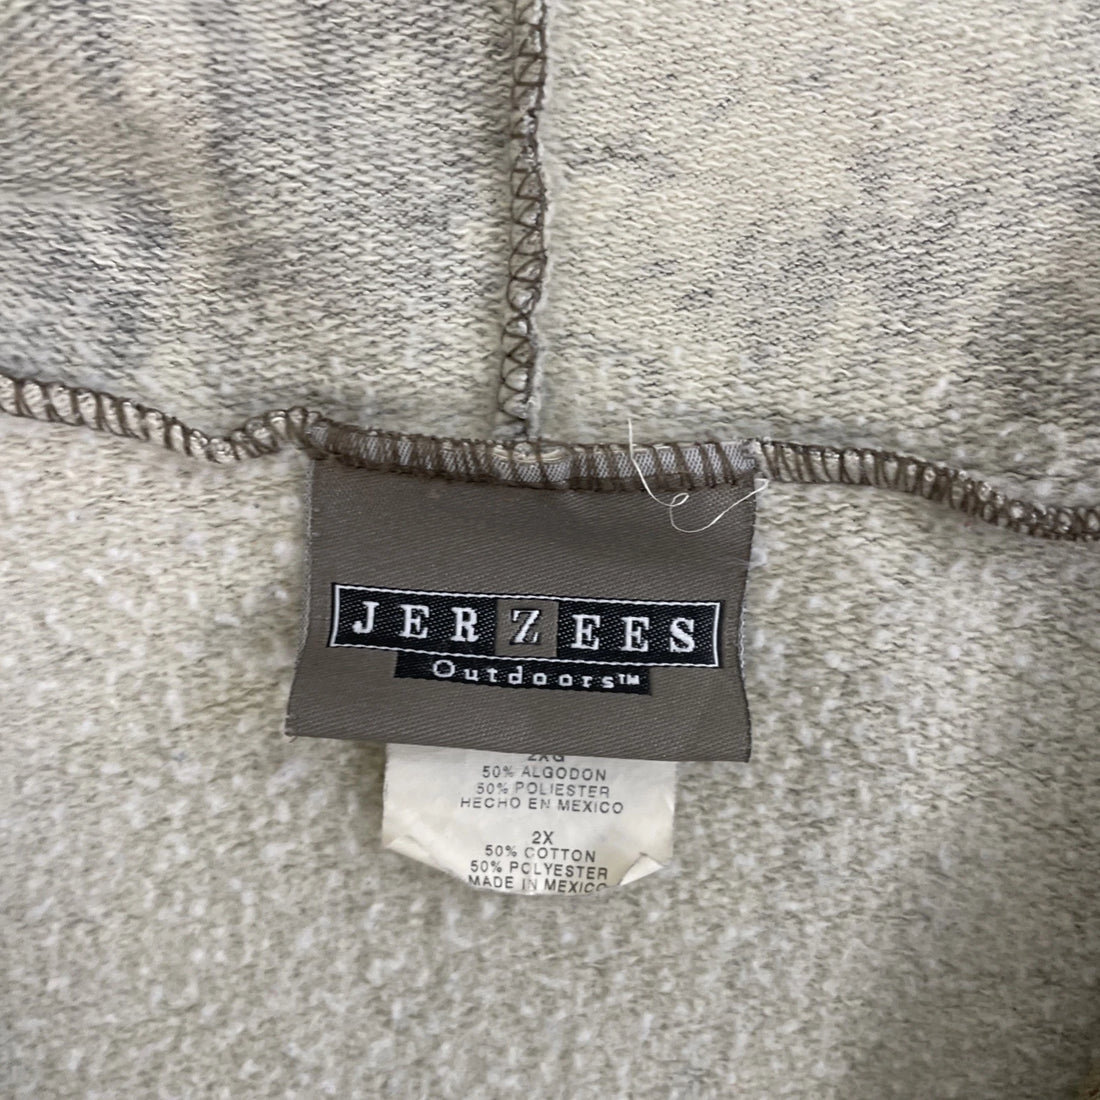 JERZEES
Outdoors™
2XG
50% ALGODON
50% POLIESTER
HECHO EN MEXICO
2X
50% COTTON
50% POLYESTER
MADE IN MEXICO